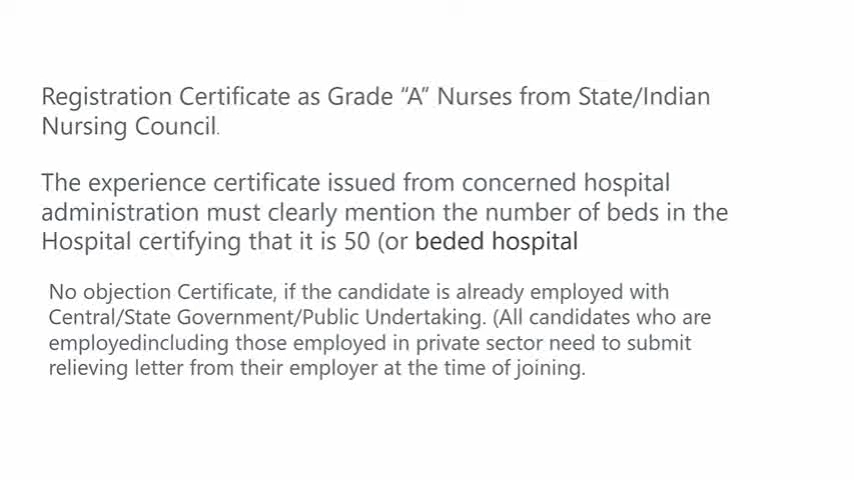 Registration Certificate as Grade “A” Nurses from State/Indian
Nursing Council.
The experience certificate issued from concerned hospital
administration must clearly mention the number of beds in the
Hospital certifying that it is 50 (or beded hospital
No objection Certificate, if the candidate is already employed with
Central/State Government/Public Undertaking. (All candidates who are
employedincluding those employed in private sector need to submit
relieving letter from their employer at the time of joining.